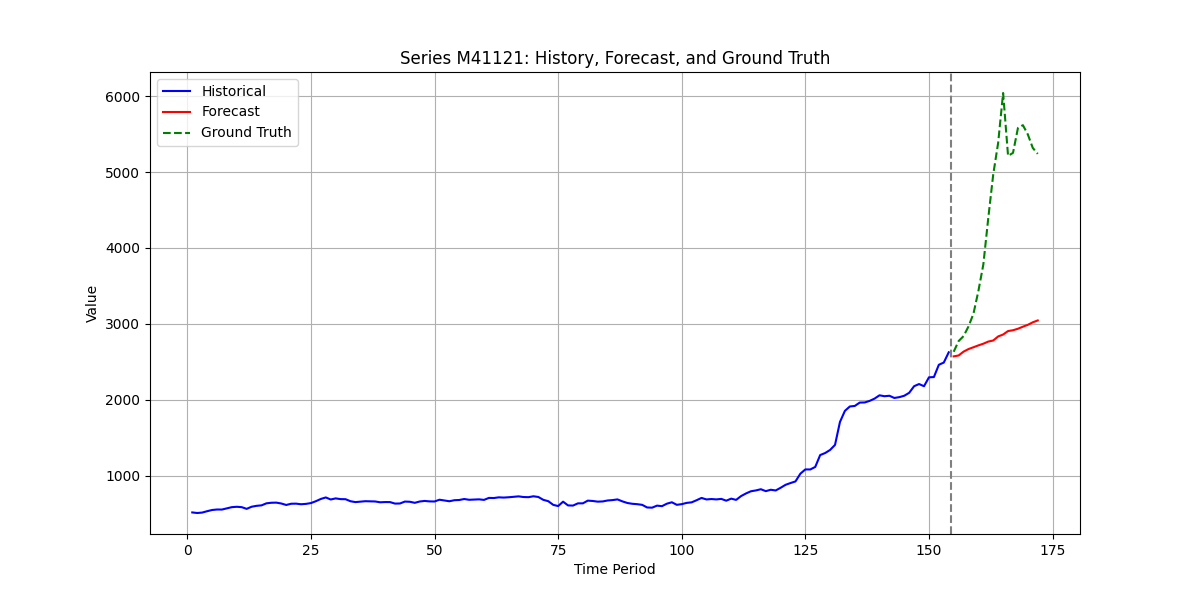 Series M41121: History, Forecast, and Ground Truth
Historical
Forecast
Ground Truth
6000
5000
4000
3000
2000
1000
Value
0
25
50
75
100
125
150
175
Time Period